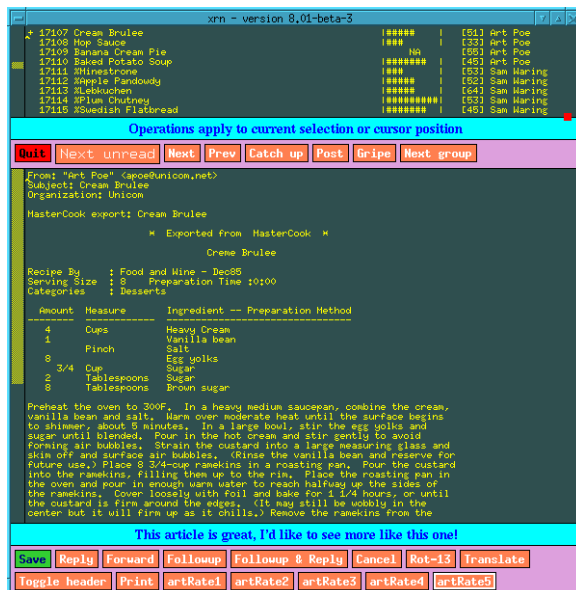 xrn - version 8.01-beta-3
+ 17107 Cream Brulee |##### | [51] Art Poe
17108 Hop Sauce |### | [33] Art Poe
17109 Banana Cream Pie NA [55] Art Poe
17110 Baked Potato Soup |####### | [45] Art Poe
17111 %Minestrone |### | [53] Sam Waring
17112 %Apple Pandowdy |##### | [52] Sam Waring
17113 %Lebkuchen |##### | [64] Sam Waring
17114 %Plum Chutney |#########| [53] Sam Waring
17115 %Swedish Flatbread |####### | [45] Sam Waring
Operations apply to current selection or cursor position
Quit Next unread Next Prev Catch up Post Gripe Next group
From: "Art Poe" <apoe@unicom.net>
Subject: Cream Brulee
Organization: Unicom
MasterCook export: Cream Brulee
* Exported from MasterCook *
Creme Brulee
Recipe By : Food and Wine - Dec85
Serving Size : 8 Preparation Time :0:00
Categories : Desserts
Amount Measure Ingredient -- Preparation Method
-------- ------------ --------------------------------
4 Cups Heavy Cream
1 Vanilla bean
Pinch Salt
8 Egg yolks
3/4 Cup Sugar
2 Tablespoons Sugar
8 Tablespoons Brown sugar
Preheat the oven to 300F. In a heavy medium saucepan, combine the cream,
vanilla bean and salt. Warm over moderate heat until the surface begins
to shimmer, about 5 minutes. In a large bowl, stir the egg yolks and
sugar until blended. Pour in the hot cream and stir gently to avoid
forming air bubbles. Strain the custard into a large measuring glass and
skim off and surface air bubbles. (Rinse the vanilla bean and reserve for
future use.) Place 8 3/4-cup ramekins in a roasting pan. Pour the custard
into the ramekins, filling them up to the rim. Place the roasting pan in
the oven and pour in enough warm water to reach halfway up the sides of
the ramekins. Cover loosely with foil and bake for 1 1/4 hours, or until
the custard is firm around the edges. (It may still be wobbly in the
center but it will firm up as it chills.) Remove the ramekins from the
This article is great, I'd like to see more like this one!
Save Reply Forward Followup Followup & Reply Cancel Rot-13 Translate
Toggle header Print artRate1 artRate2 artRate3 artRate4 artRate5